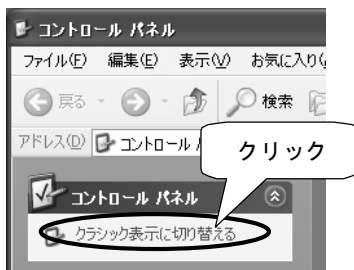 コントロール パネル
ファイル(F) 編集(E) 表示(V) お気に入り(
戻る 検索
アドレス(D) コントロール
クリック
コントロール パネル
クラシック表示に切り替える